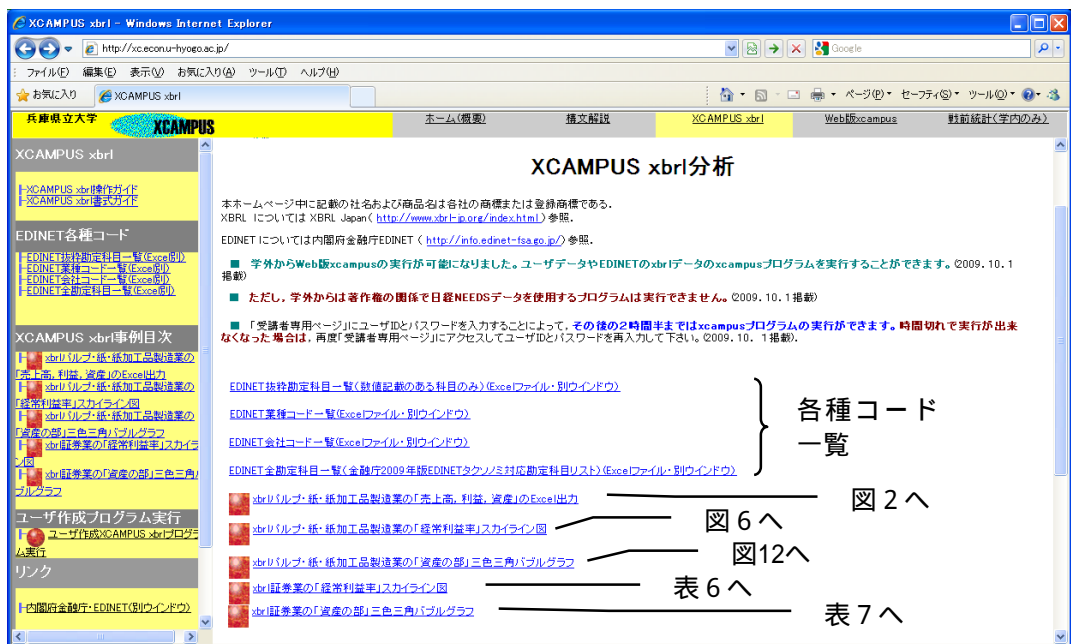 XCAMPUS xbrl - Windows Internet Explorer
http://xc.econ.u-hyogo.ac.jp/
Google
ファイル(F) 編集(E) 表示(V) お気に入り(A) ツール(T) ヘルプ(H)
お気に入り XCAMPUS xbrl ページ(P) セーフティ(S) ツール(O)
兵庫県立大学 XCAMPUS ホーム(概要) 構文解説 XCAMPUS xbrl Web版xcampus 戦前統計(学内のみ)
XCAMPUS xbrl
XCAMPUS xbrl操作ガイド
XCAMPUS xbrl書式ガイド
EDINET各種コード
EDINET抜粋勘定科目一覧(Excel別)
EDINET業種コード一覧(Excel別)
EDINET会社コード一覧(Excel別)
EDINET全勘定科目一覧(Excel別)
XCAMPUS xbrl事例目次
xbrlパルプ・紙・紙加工品製造業の
「売上高, 利益, 資産」のExcel出力
xbrlパルプ・紙・紙加工品製造業の
「経常利益率」スカイライン図
xbrlパルプ・紙・紙加工品製造業の
「資産の部」三色三角バブルグラフ
xbrl証券業の「経常利益率」スカイラ
イン図
xbrl証券業の「資産の部」三色三角バ
ブルグラフ
ユーザ作成プログラム実行
ユーザ作成XCAMPUS xbrlプログラ
ム実行
リンク
内閣府金融庁・EDINET(別ウインドウ)
XCAMPUS xbrl分析
本ホームページ中に記載の社名および商品名は各社の商標または登録商標である.
XBRL については XBRL Japan( http://www.xbrl-jp.org/index.html )参照.
EDINET については内閣府金融庁EDINET ( http://info.edinet-fsa.go.jp/) 参照.
■ 学外からWeb版xcampusの実行が可能になりました。ユーザデータやEDINETのxbrlデータのxcampusプログラムを実行することができます。(2009.10.1
掲載)
■ ただし, 学外からは著作権の関係で日経NEEDSデータを使用するプログラムは実行できません。(2009.10.1掲載)
■ 「受講者専用ページ」にユーザIDとパスワードを入力することによって, その後の2時間半まではxcampusプログラムの実行ができます。時間切れで実行が出来
なくなった場合は, 再度「受講者専用ページ」にアクセスしてユーザIDとパスワードを再入力して下さい。(2009.10. 1掲載).
EDINET抜粋勘定科目一覧(数値記載のある科目のみ)(Excelファイル・別ウインドウ)
EDINET業種コード一覧(Excelファイル・別ウインドウ)
EDINET会社コード一覧(Excelファイル・別ウインドウ)
EDINET全勘定科目一覧(金融庁2009年版EDINETタクソノミ対応勘定科目リスト)(Excelファイル・別ウインドウ)
各種コード
一覧
xbrlパルプ・紙・紙加工品製造業の「売上高, 利益, 資産」のExcel出力
図2へ
xbrlパルプ・紙・紙加工品製造業の「経常利益率」スカイライン図
図6へ
xbrlパルプ・紙・紙加工品製造業の「資産の部」三色三角バブルグラフ
図12へ
xbrl証券業の「経常利益率」スカイライン図
表6へ
xbrl証券業の「資産の部」三色三角バブルグラフ
表7へ